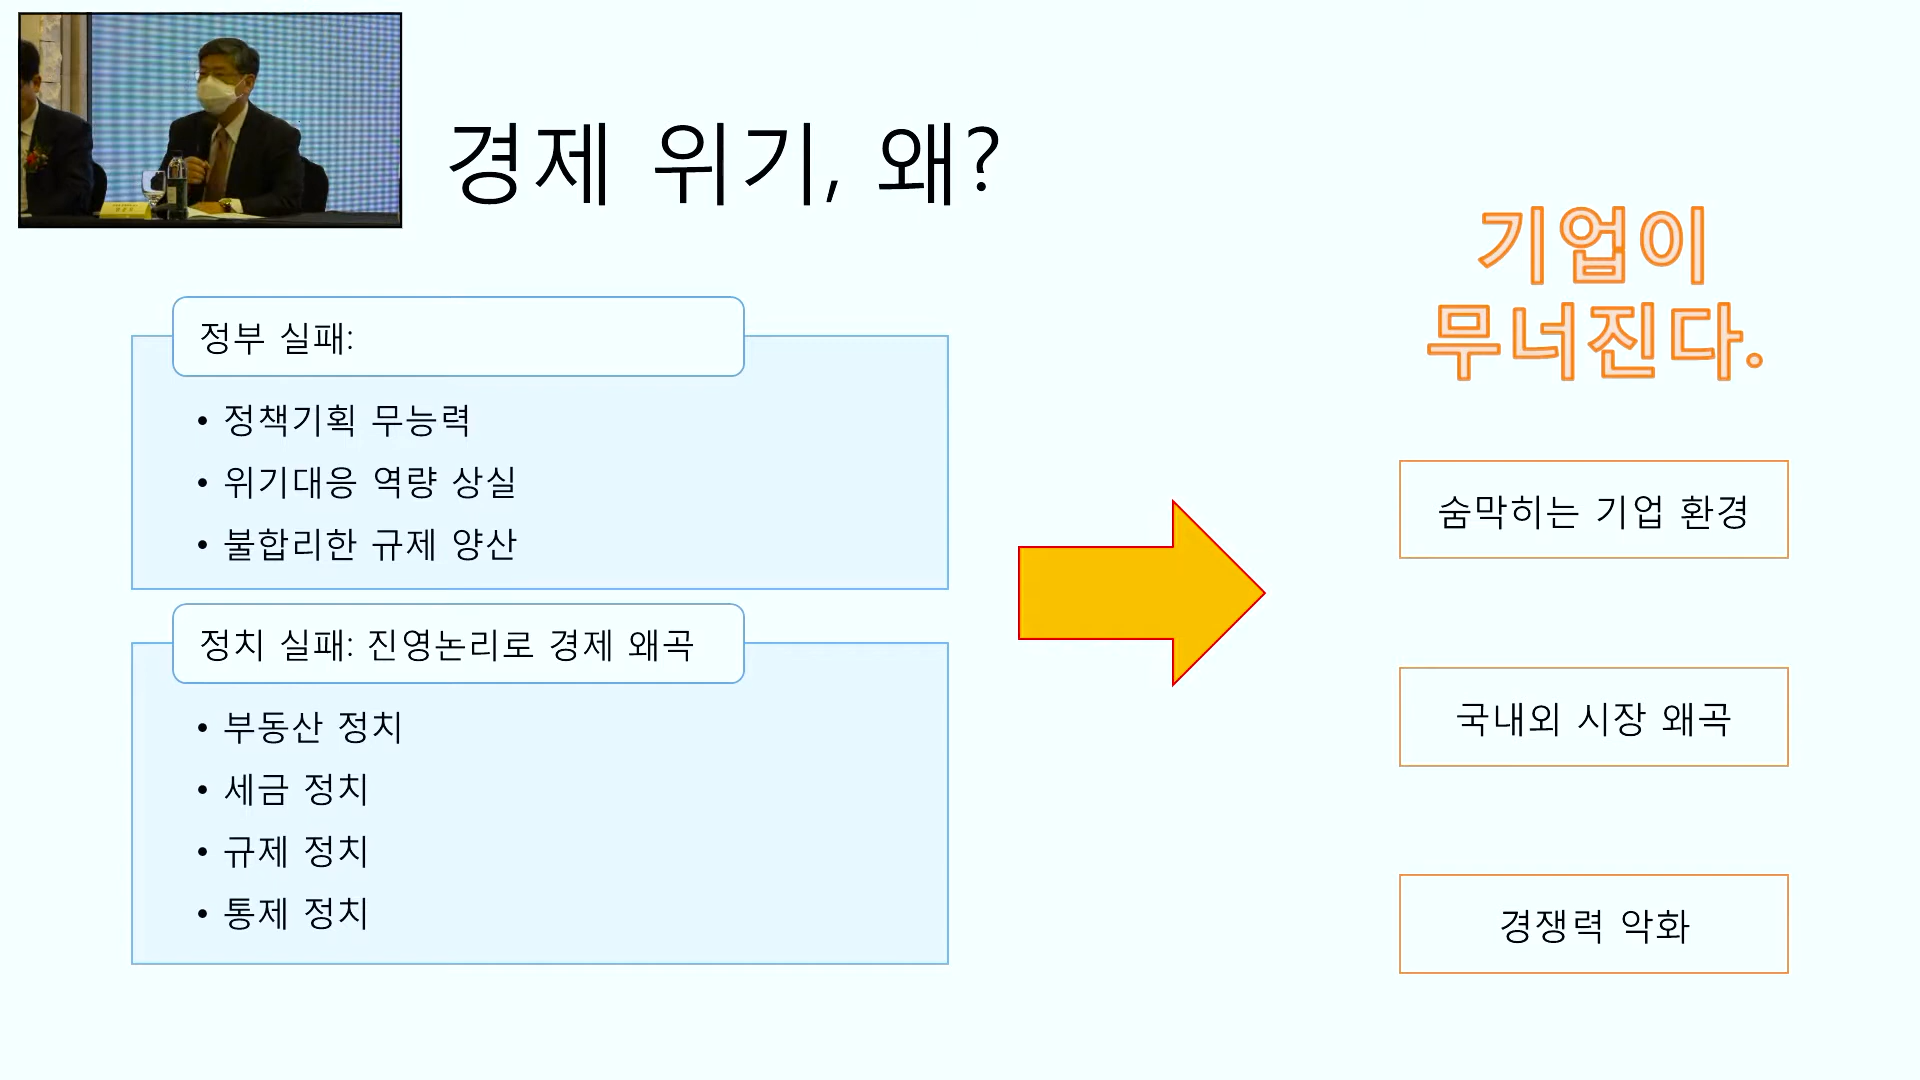 경제 위기, 왜?
정부 실패:
• 정책기획 무능력
• 위기대응 역량 상실
• 불합리한 규제 양산
정치 실패: 진영논리로 경제 왜곡
• 부동산 정치
• 세금 정치
• 규제 정치
• 통제 정치
기업이
무너진다.
숨막히는 기업 환경
국내외 시장 왜곡
경쟁력 악화